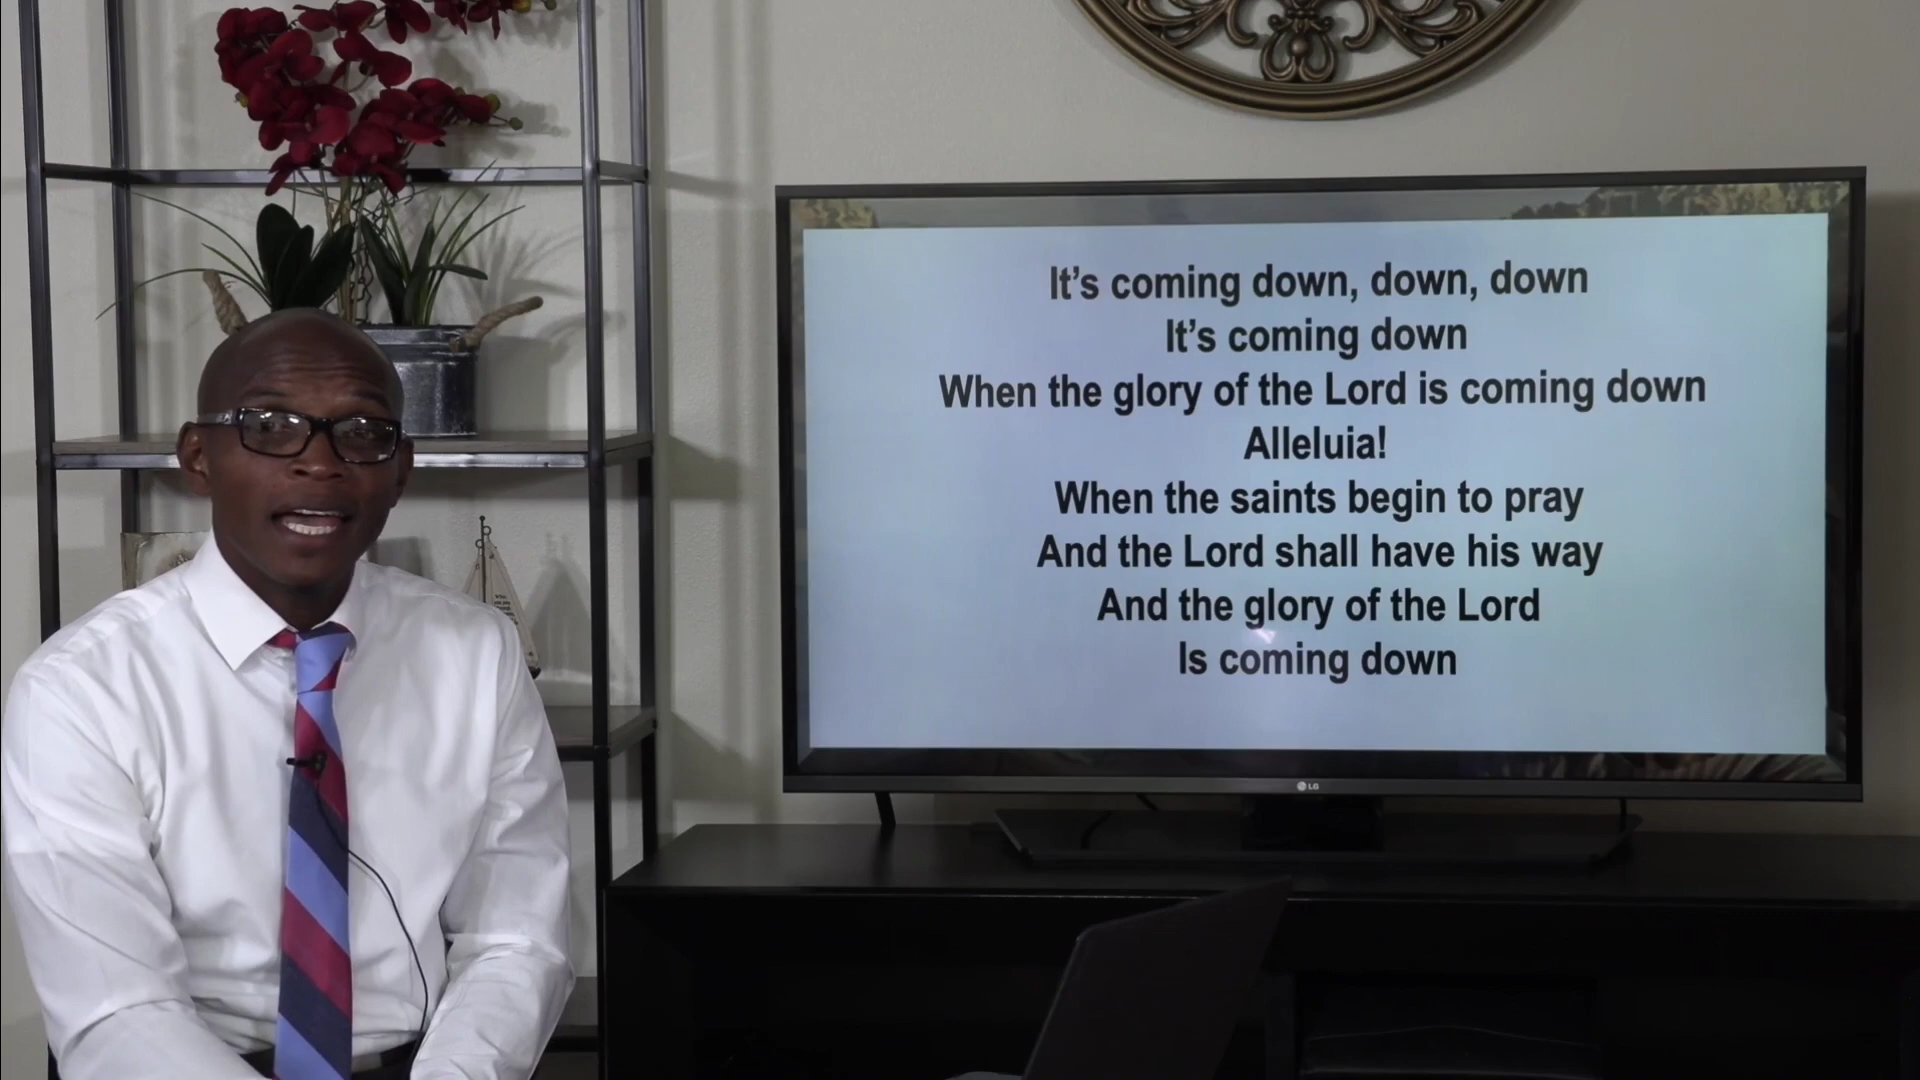 It's coming down, down, down
It's coming down
When the glory of the Lord is coming down
Alleluia!
When the saints begin to pray
And the Lord shall have his way
And the glory of the Lord
Is coming down
LG